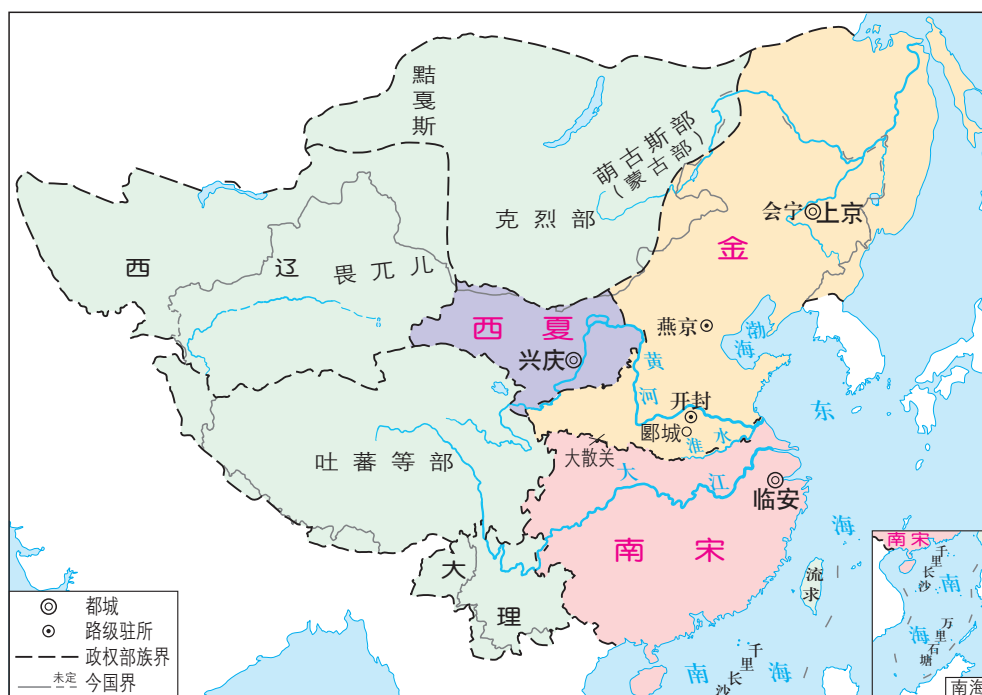 黠戛斯
萌古斯部
(蒙古部)
克烈部
会宁
上京
金
西辽
畏兀儿
西夏
兴庆
燕京
渤海
黄河
开封
郾城
淮水
大散关
吐蕃等部
大江
临安
东海
南宋
大理
流求
南海
千里长沙
南宋
千里长沙
南海
万里石塘
南海
都城
路级驻所
政权部族界
未定
今国界